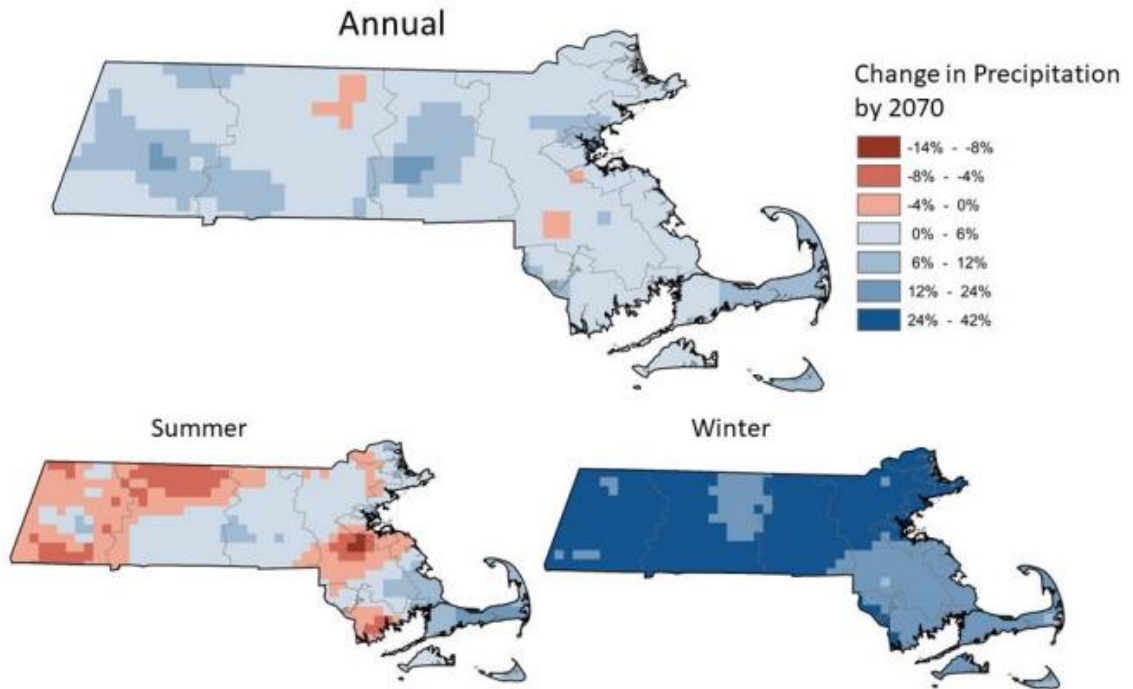 Annual
Change in Precipitation
by 2070
-14% - -8%
-8% - -4%
-4% - 0%
0% - 6%
6% - 12%
12% - 24%
24% - 42%
Summer
Winter